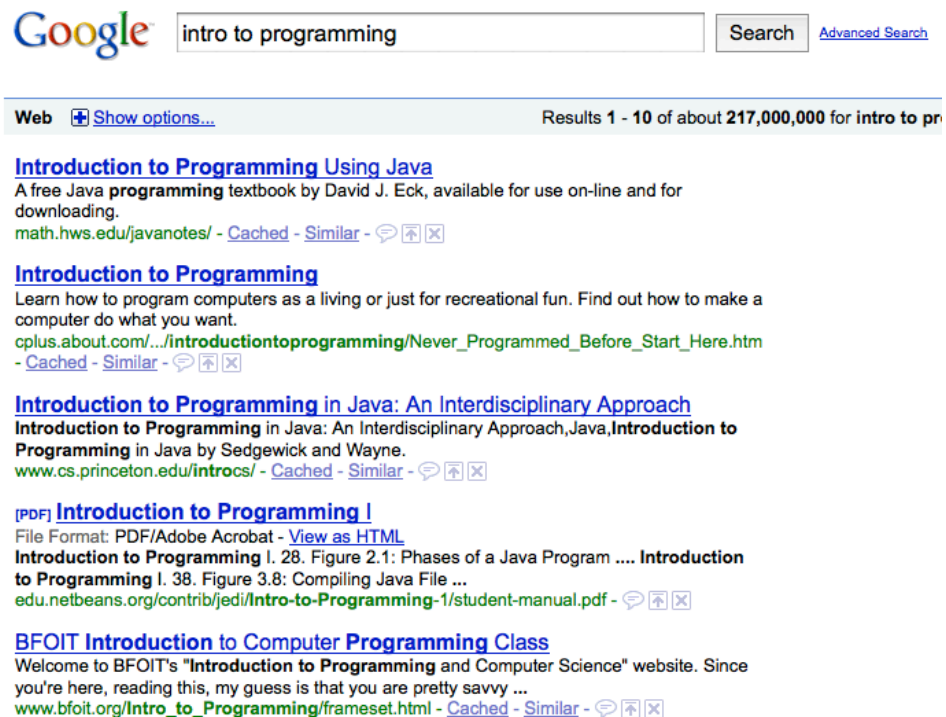 Google intro to programming Search Advanced Search
Web Show options... Results 1 - 10 of about 217,000,000 for intro to pr
Introduction to Programming Using Java
A free Java programming textbook by David J. Eck, available for use on-line and for
downloading.
math.hws.edu/javanotes/ - Cached - Similar -
Introduction to Programming
Learn how to program computers as a living or just for recreational fun. Find out how to make a
computer do what you want.
cplus.about.com/.../introductiontoprogramming/Never_Programmed_Before_Start_Here.htm
- Cached - Similar -
Introduction to Programming in Java: An Interdisciplinary Approach
Introduction to Programming in Java: An Interdisciplinary Approach,Java,Introduction to
Programming in Java by Sedgewick and Wayne.
www.cs.princeton.edu/introcs/ - Cached - Similar -
[PDF] Introduction to Programming I
File Format: PDF/Adobe Acrobat - View as HTML
Introduction to Programming I. 28. Figure 2.1: Phases of a Java Program .... Introduction
to Programming I. 38. Figure 3.8: Compiling Java File ...
edu.netbeans.org/contrib/jedi/Intro-to-Programming-1/student-manual.pdf -
BFOIT Introduction to Computer Programming Class
Welcome to BFOIT's "Introduction to Programming and Computer Science" website. Since
you're here, reading this, my guess is that you are pretty savvy ...
www.bfoit.org/Intro_to_Programming/frameset.html - Cached - Similar -